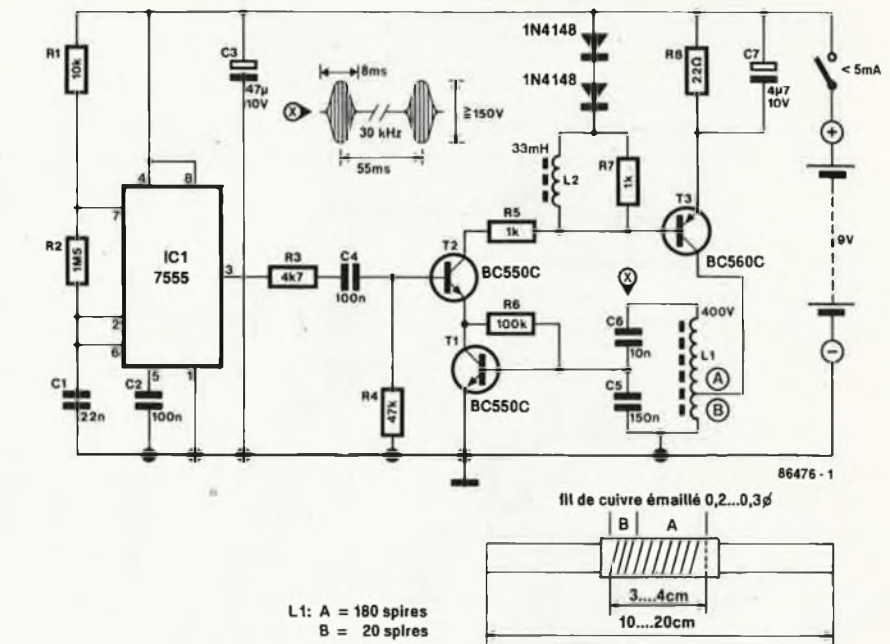 R1
10k
C3
47µ
10V
8ms
X
30 kHz
150V
55ms
1N4148
1N4148
R8
22Ω
C7
4µ7
10V
< 5mA
+
9V
−
33mH
L2
R7
1k
T3
BC560C
4
8
7
R2
1M5
IC1
7555
3
2
6
5
1
R3
4k7
C4
100n
R5
1k
T2
BC550C
R6
100k
T1
BC550C
X
C6
10n
400V
L1
A
B
C5
150n
R4
47k
C1
22n
C2
100n
86476 - 1
fil de cuivre émaillé 0,2...0,3ø
B A
3....4cm
10....20cm
L1: A = 180 spires
B = 20 spires